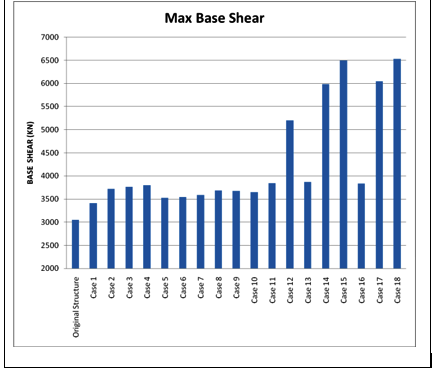 Max Base Shear
7000
6500
6000
5500
5000
4500
4000
3500
3000
2500
2000
BASE SHEAR (KN)
Original Structure
Case 1
Case 2
Case 3
Case 4
Case 5
Case 6
Case 7
Case 8
Case 9
Case 10
Case 11
Case 12
Case 13
Case 14
Case 15
Case 16
Case 17
Case 18